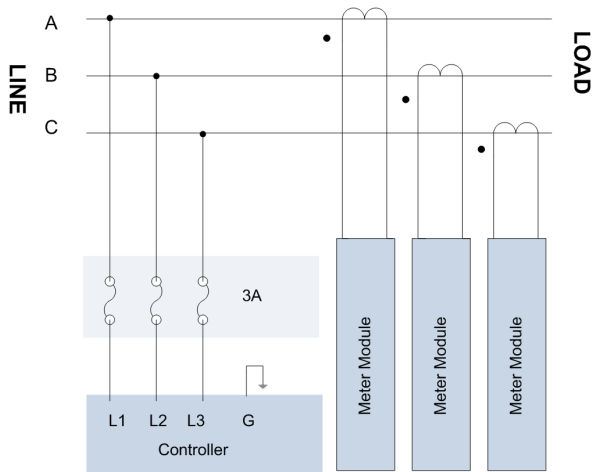 A
B
C
LINE
LOAD
3A
L1 L2 L3 G
Controller
Meter Module
Meter Module
Meter Module